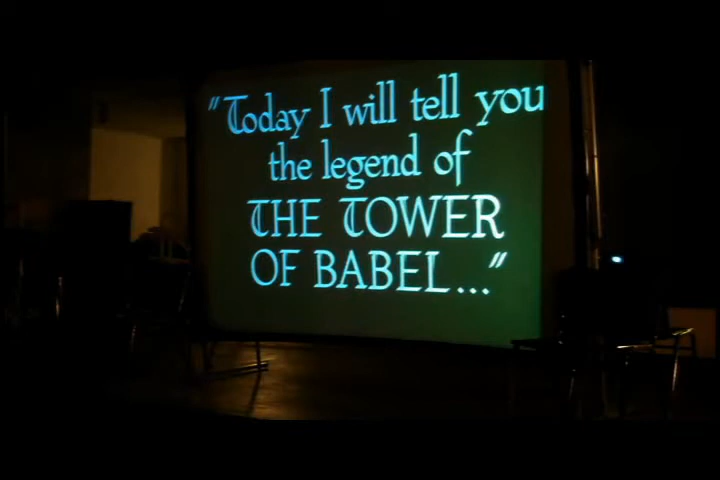 "Today I will tell you
the legend of
THE TOWER
OF BABEL..."